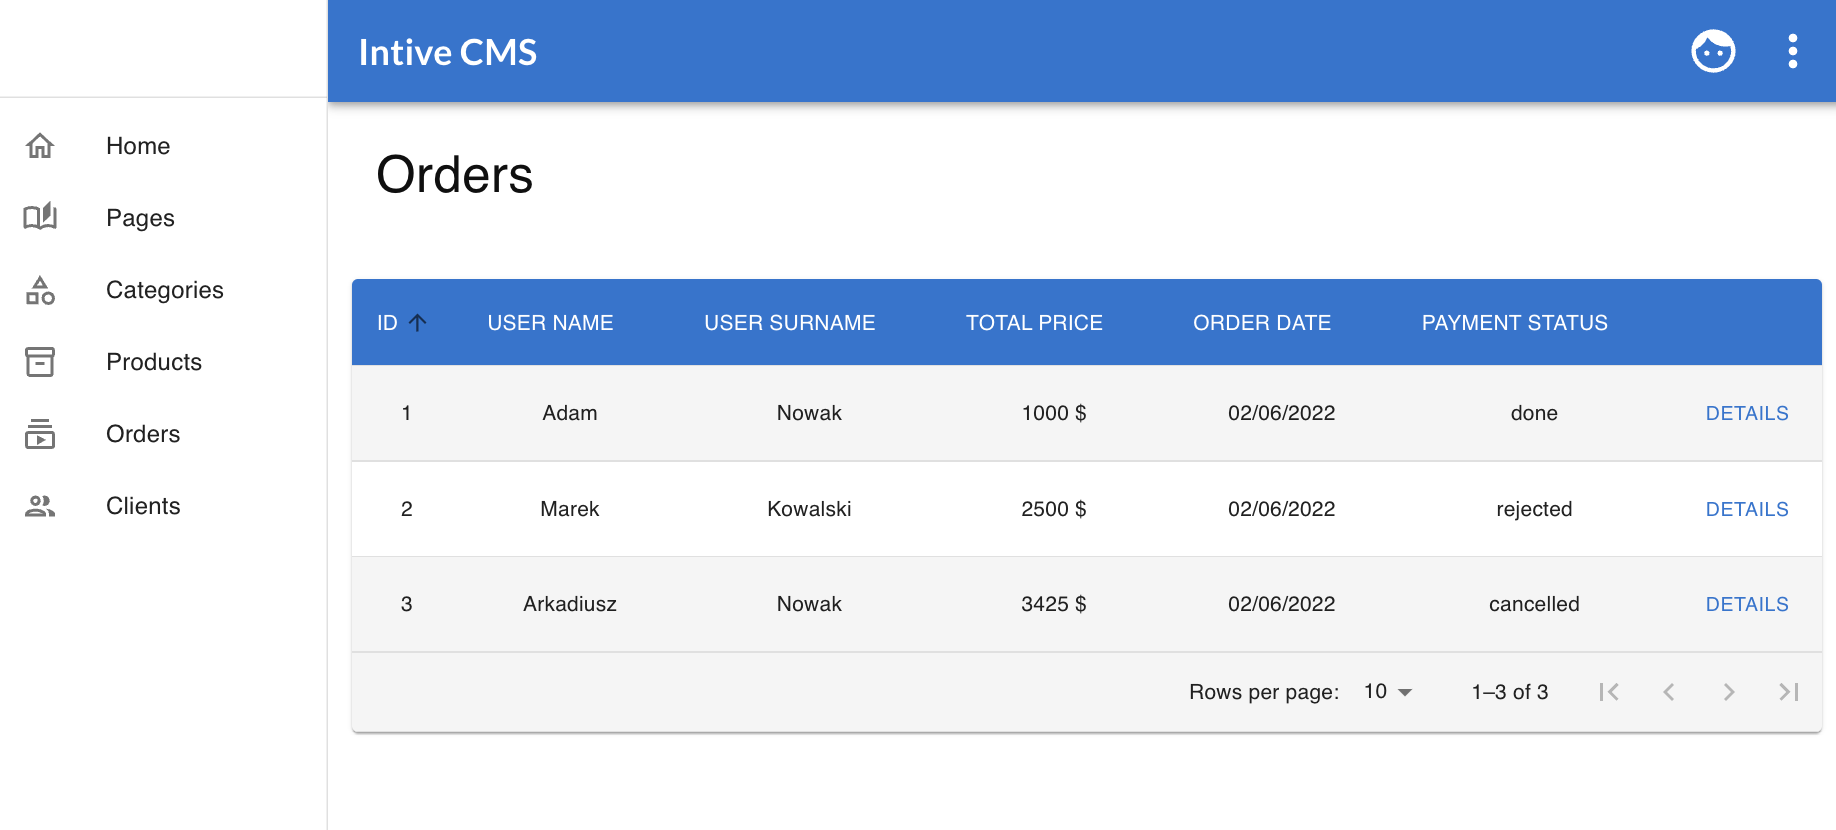 Intive CMS
Home
Pages
Categories
Products
Orders
Clients
Orders
ID USER NAME USER SURNAME TOTAL PRICE ORDER DATE PAYMENT STATUS
1 Adam Nowak 1000 $ 02/06/2022 done DETAILS
2 Marek Kowalski 2500 $ 02/06/2022 rejected DETAILS
3 Arkadiusz Nowak 3425 $ 02/06/2022 cancelled DETAILS
Rows per page: 10 1–3 of 3